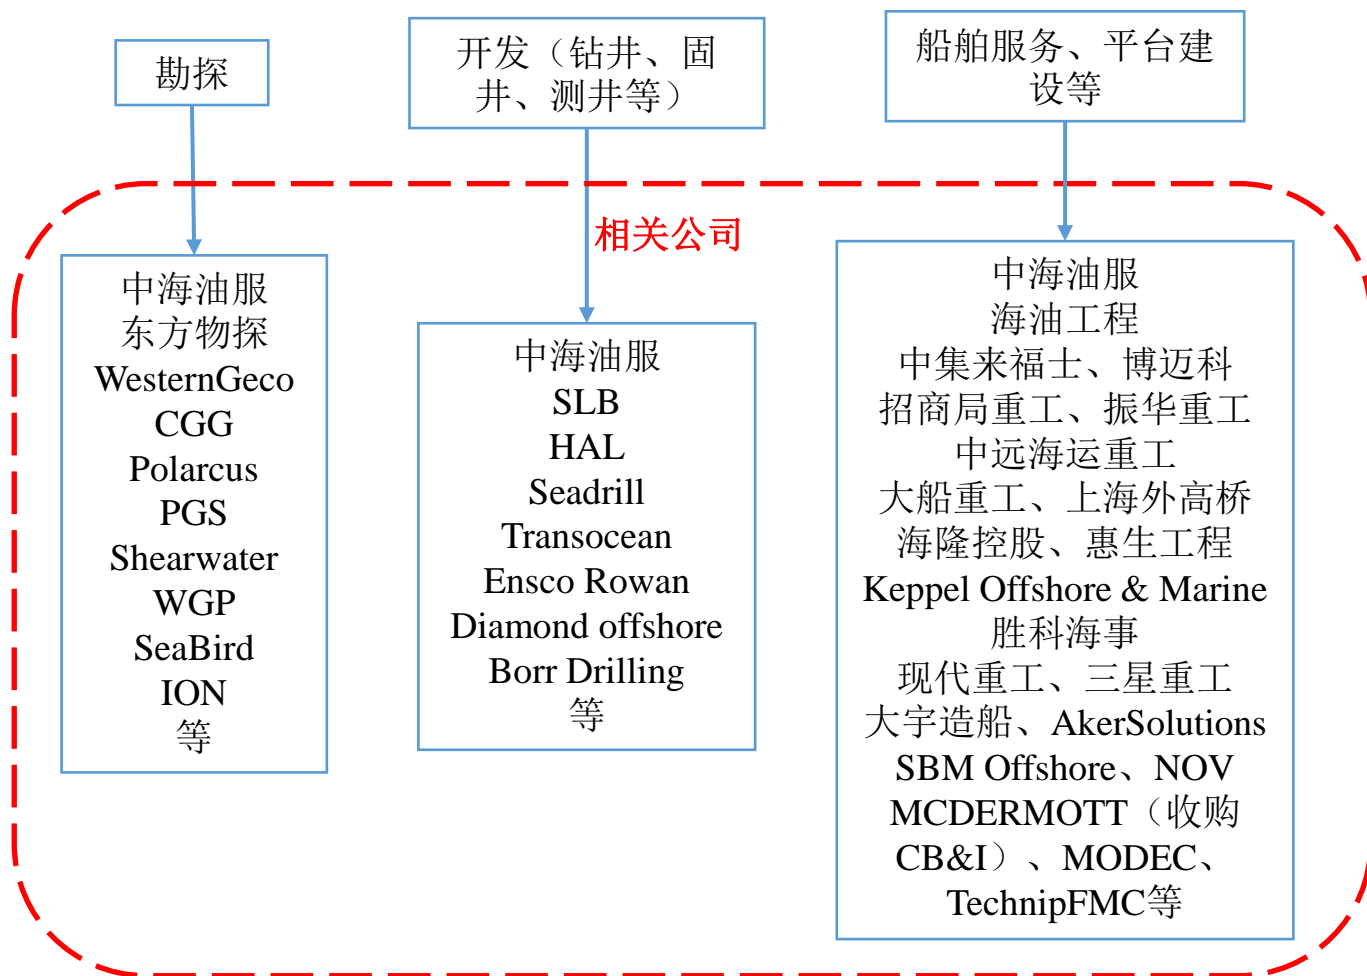 勘探
开发（钻井、固
井、测井等）
船舶服务、平台建
设等
相关公司
中海油服
东方物探
WesternGeco
CGG
Polarcus
PGS
Shearwater
WGP
SeaBird
ION
等
中海油服
SLB
HAL
Seadrill
Transocean
Ensco Rowan
Diamond offshore
Borr Drilling
等
中海油服
海油工程
中集来福士、博迈科
招商局重工、振华重工
中远海运重工
大船重工、上海外高桥
海隆控股、惠生工程
Keppel Offshore & Marine
胜科海事
现代重工、三星重工
大宇造船、AkerSolutions
SBM Offshore、NOV
MCDERMOTT（收购
CB&I）、MODEC、
TechnipFMC等